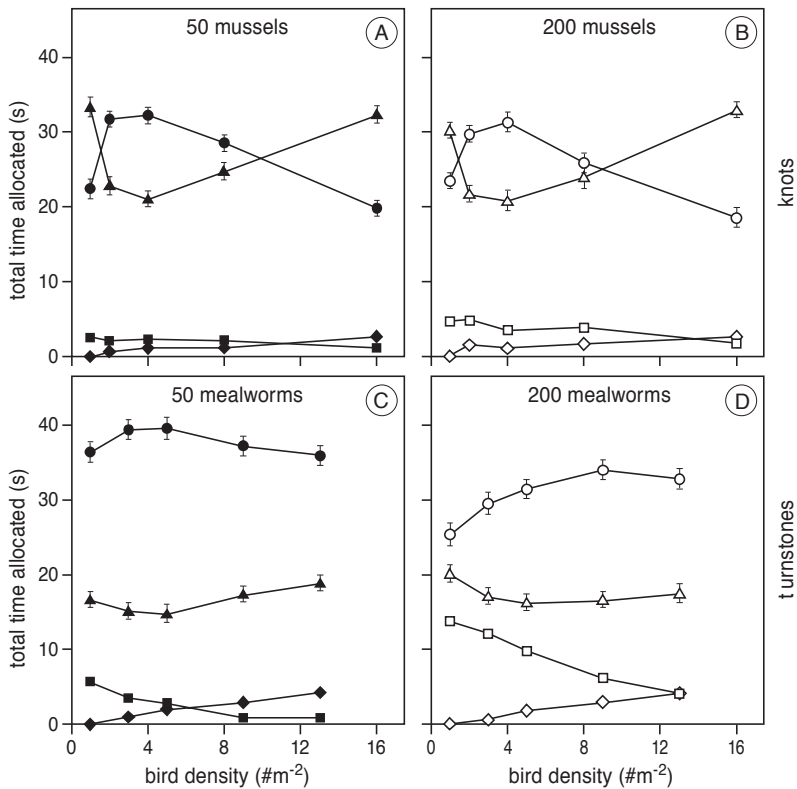 50 mussels
A
200 mussels
B
40
30
20
10
0
total time allocated (s)
knots
50 mealworms
C
200 mealworms
D
40
30
20
10
0
total time allocated (s)
t urnstones
0 4 8 12 16
0 4 8 12 16
bird density (#m⁻²)
bird density (#m⁻²)